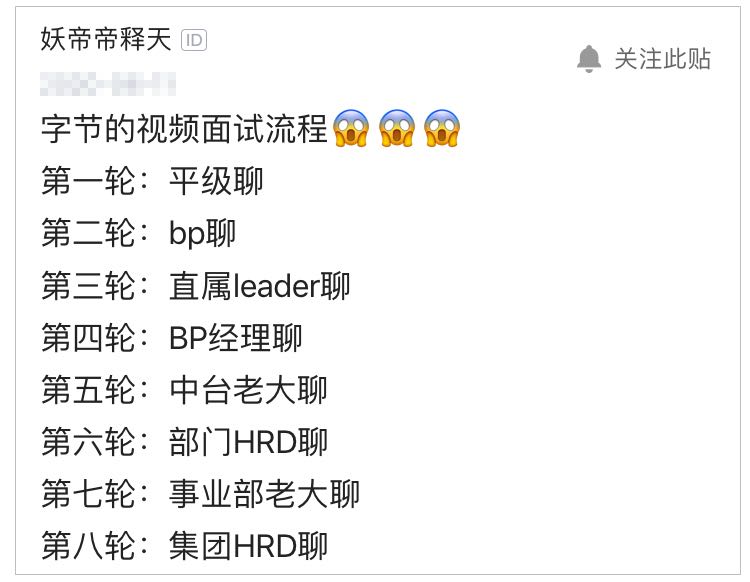 妖帝帝释天 ID
关注此贴
字节的视频面试流程😱😱😱
第一轮：平级聊
第二轮：bp聊
第三轮：直属leader聊
第四轮：BP经理聊
第五轮：中台老大聊
第六轮：部门HRD聊
第七轮：事业部老大聊
第八轮：集团HRD聊